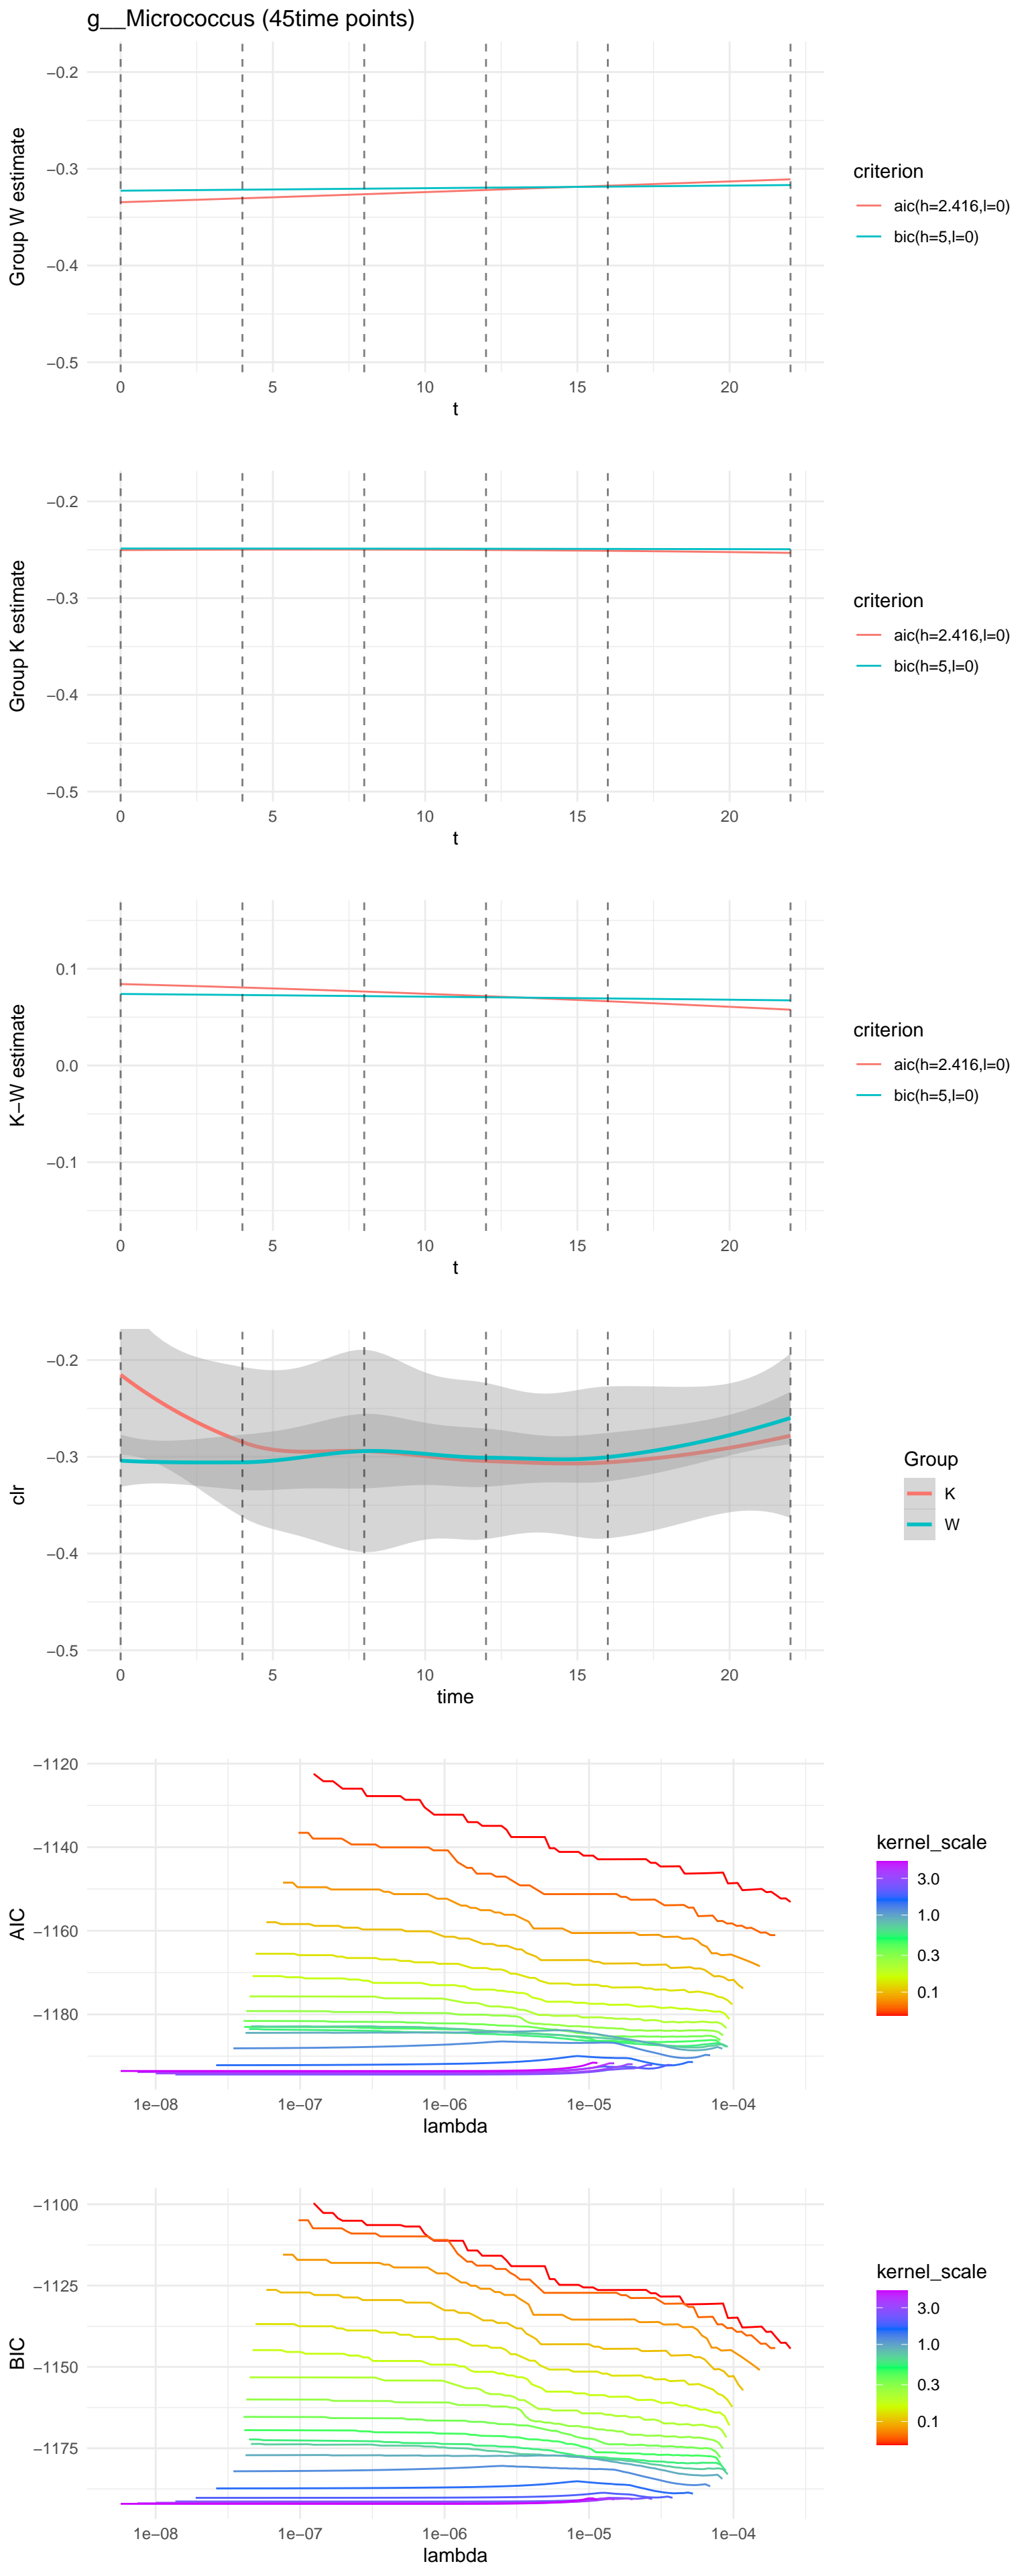 g__Micrococcus (45time points)
Group W estimate
−0.2
−0.3
−0.4
−0.5
0
5
10
15
20
t
criterion
aic(h=2.416,l=0)
bic(h=5,l=0)
Group K estimate
−0.2
−0.3
−0.4
−0.5
0
5
10
15
20
t
criterion
aic(h=2.416,l=0)
bic(h=5,l=0)
K−W estimate
0.1
0.0
−0.1
0
5
10
15
20
t
criterion
aic(h=2.416,l=0)
bic(h=5,l=0)
clr
−0.2
−0.3
−0.4
−0.5
0
5
10
15
20
time
Group
K
W
AIC
−1120
−1140
−1160
−1180
1e−08
1e−07
1e−06
1e−05
1e−04
lambda
kernel_scale
3.0
1.0
0.3
0.1
BIC
−1100
−1125
−1150
−1175
1e−08
1e−07
1e−06
1e−05
1e−04
lambda
kernel_scale
3.0
1.0
0.3
0.1